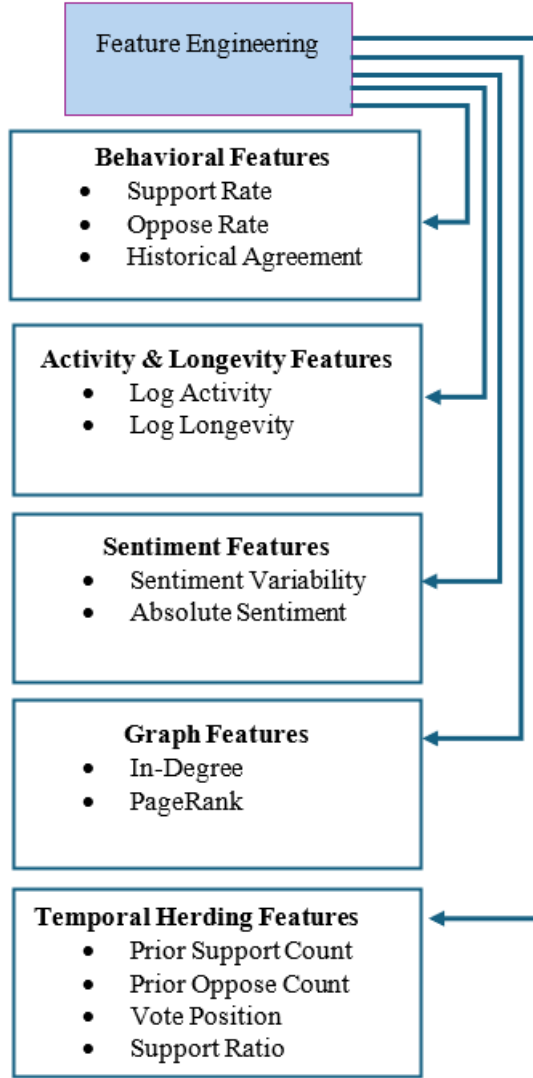 Feature Engineering
Behavioral Features
• Support Rate
• Oppose Rate
• Historical Agreement
Activity & Longevity Features
• Log Activity
• Log Longevity
Sentiment Features
• Sentiment Variability
• Absolute Sentiment
Graph Features
• In-Degree
• PageRank
Temporal Herding Features
• Prior Support Count
• Prior Oppose Count
• Vote Position
• Support Ratio